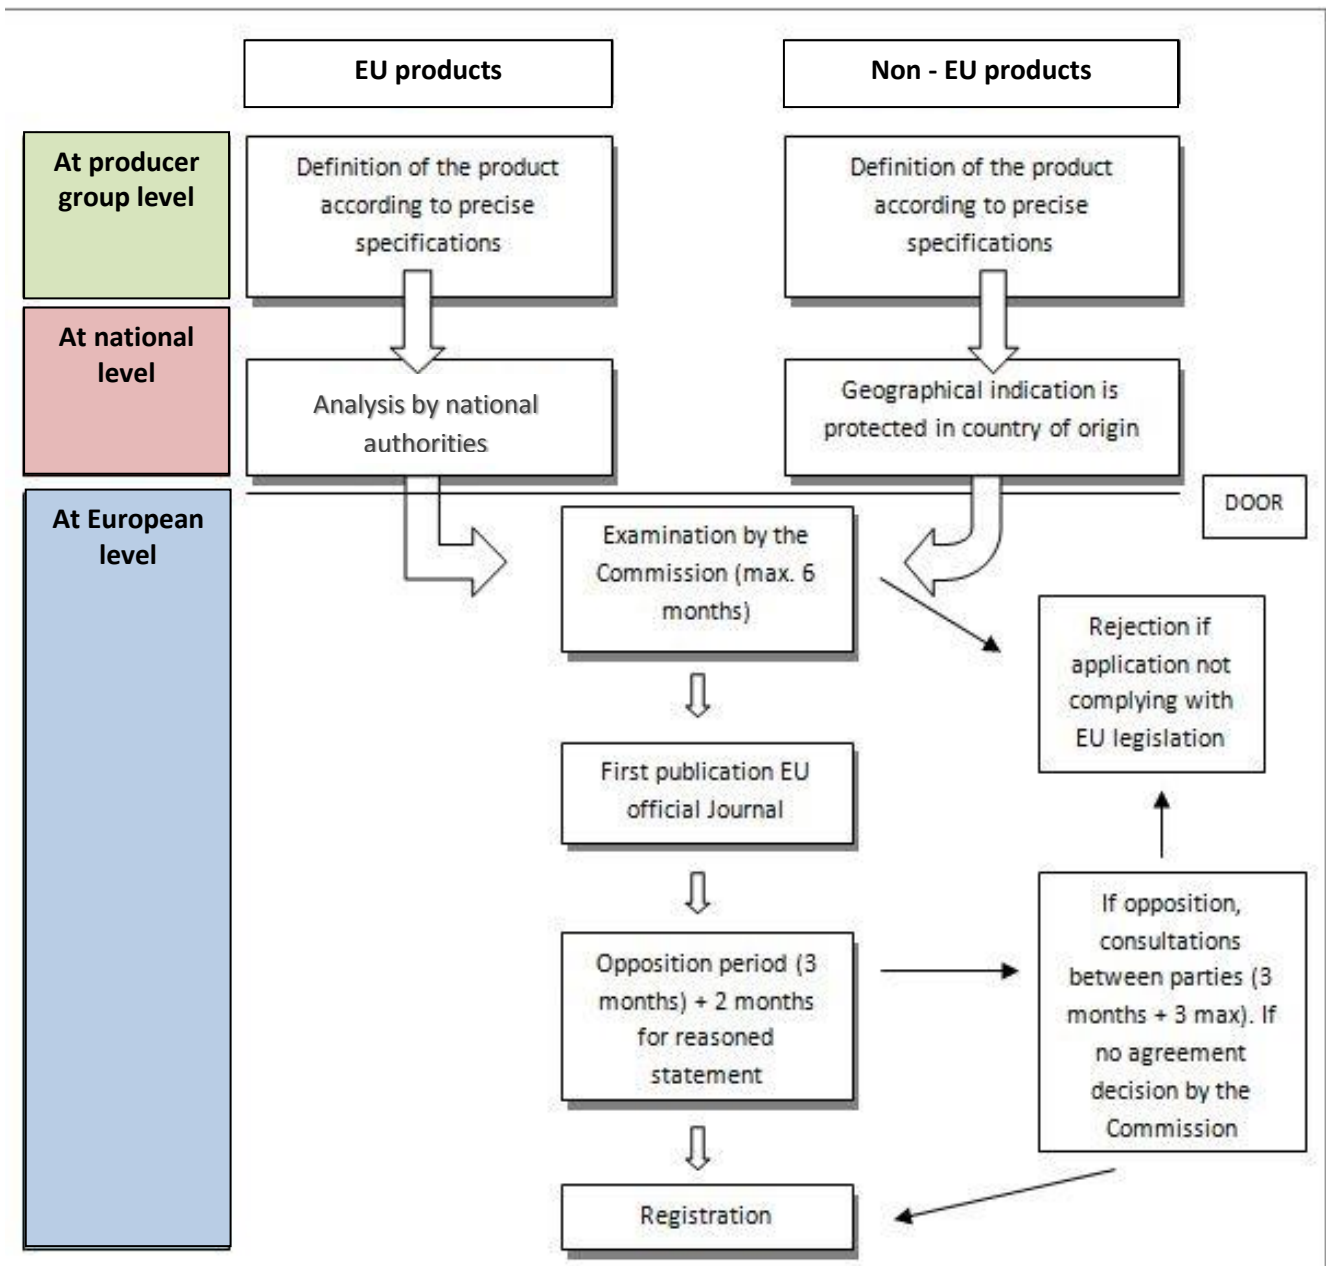 EU products
Non - EU products
At producer
group level
Definition of the product
according to precise
specifications
Definition of the product
according to precise
specifications
At national
level
Analysis by national
authorities
Geographical indication is
protected in country of origin
At European
level
DOOR
Examination by the
Commission (max. 6
months)
Rejection if
application not
complying with
EU legislation
First publication EU
official Journal
Opposition period (3
months) + 2 months
for reasoned
statement
If opposition,
consultations
between parties (3
months + 3 max). If
no agreement
decision by the
Commission
Registration